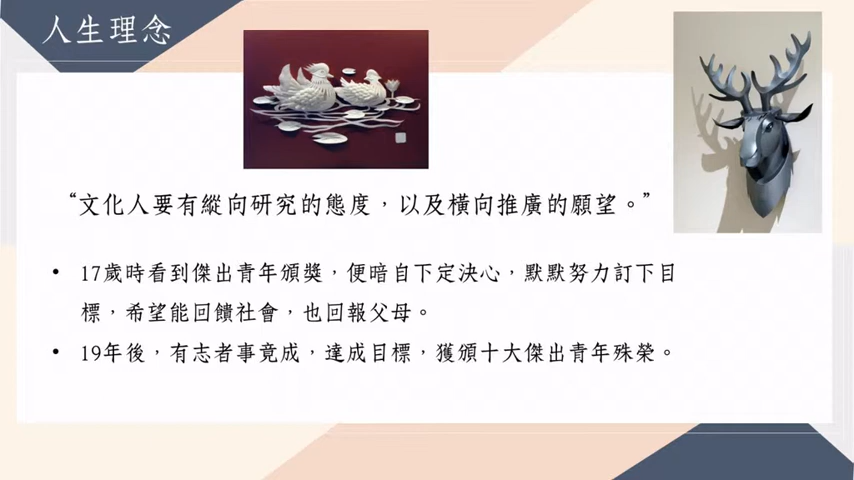 人生理念
“文化人要有縱向研究的態度，以及橫向推廣的願望。”
• 17歲時看到傑出青年頒獎，便暗自下定決心，默默努力訂下目
標，希望能回饋社會，也回報父母。
• 19年後，有志者事竟成，達成目標，獲頒十大傑出青年殊榮。